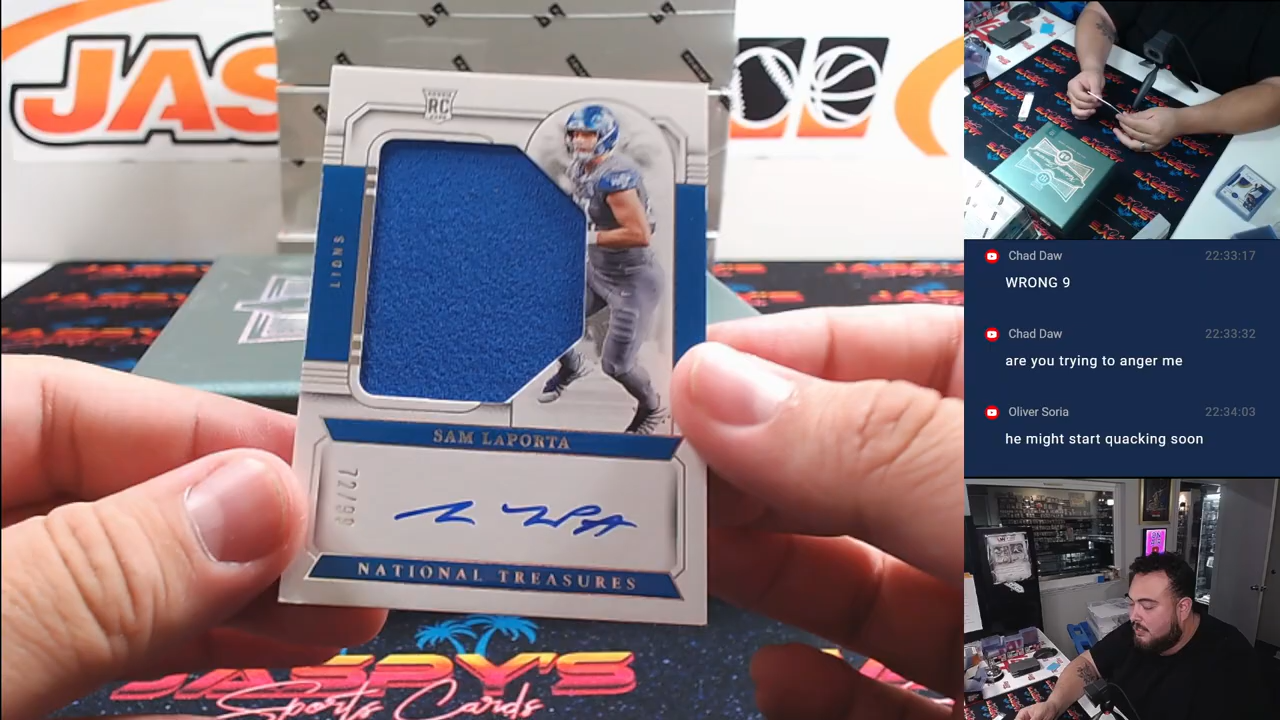 JAS
RC
LIONS
SAM LAPORTA
72/99
NATIONAL TREASURES
JASPY'S
Sports Cards
Chad Daw 22:33:17
WRONG 9
Chad Daw 22:33:32
are you trying to anger me
Oliver Soria 22:34:03
he might start quacking soon